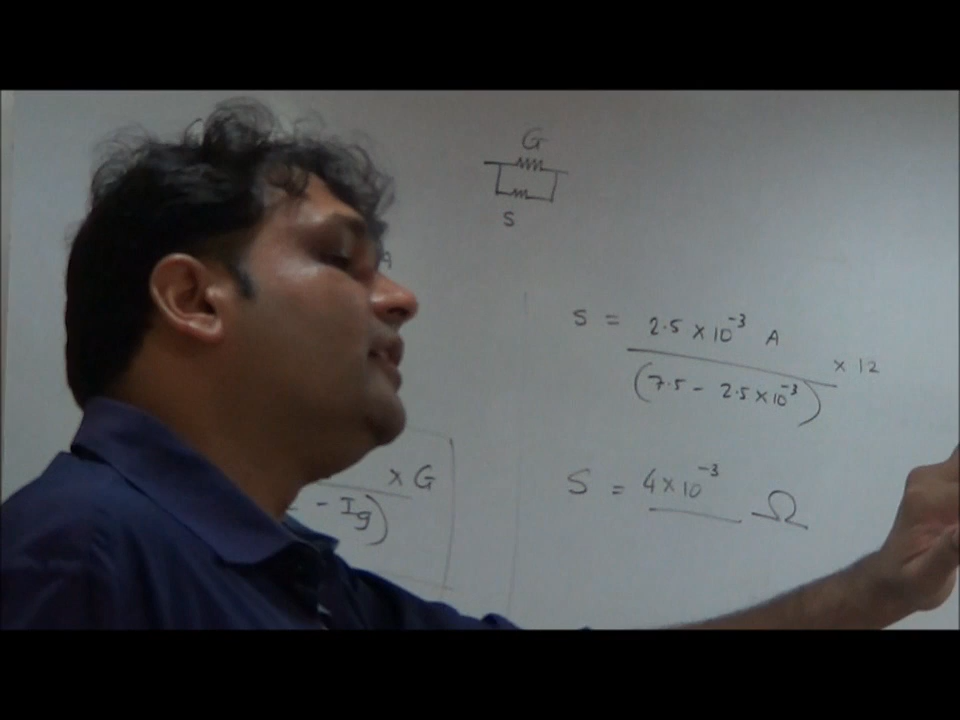 G
S
S = 2.5 × 10⁻³ A
(7.5 − 2.5 × 10⁻³) × 12
S = 4 × 10⁻³ Ω
× G
− Ig)